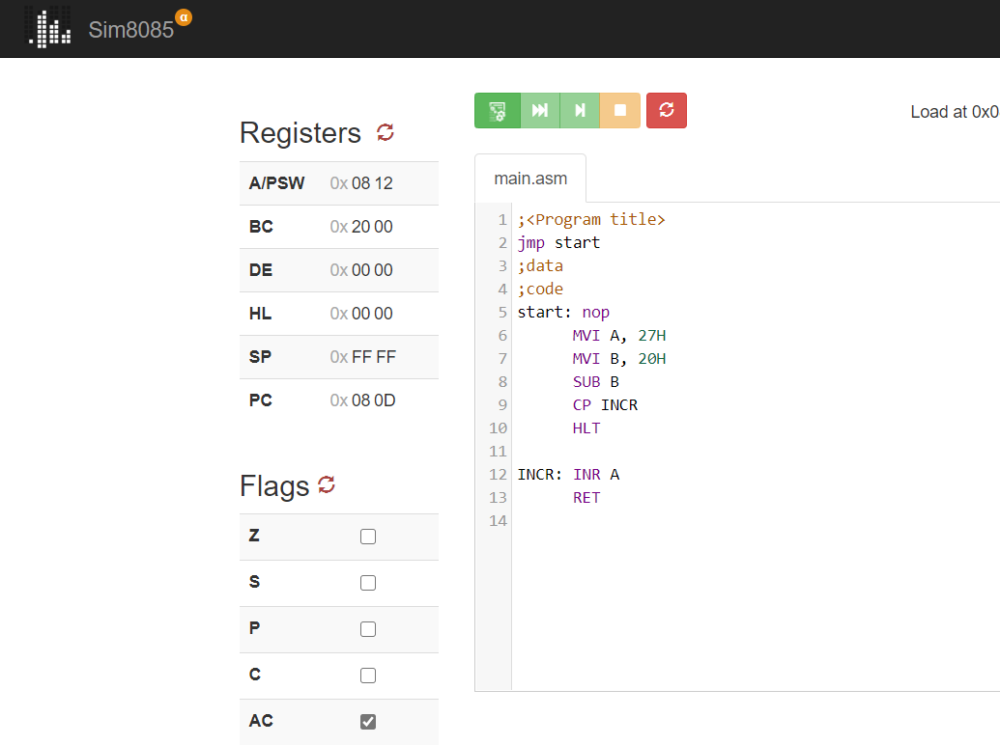 Sim8085 α
Load at 0x0
Registers
A/PSW 0x 08 12
BC 0x 20 00
DE 0x 00 00
HL 0x 00 00
SP 0x FF FF
PC 0x 08 0D
Flags
Z
S
P
C
AC
main.asm
1 ;<Program title>
2 jmp start
3 ;data
4 ;code
5 start: nop
6 MVI A, 27H
7 MVI B, 20H
8 SUB B
9 CP INCR
10 HLT
11
12 INCR: INR A
13 RET
14